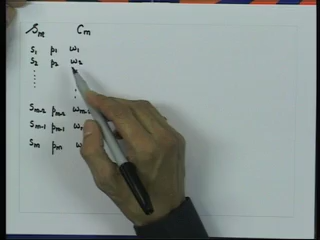 𝒮m Cm
s₁ p₁ ω₁
s₂ p₂ ω₂
......
.
sm-2 pm-2 ωm-2
sm-1 pm-1 ωm
sm pm ω